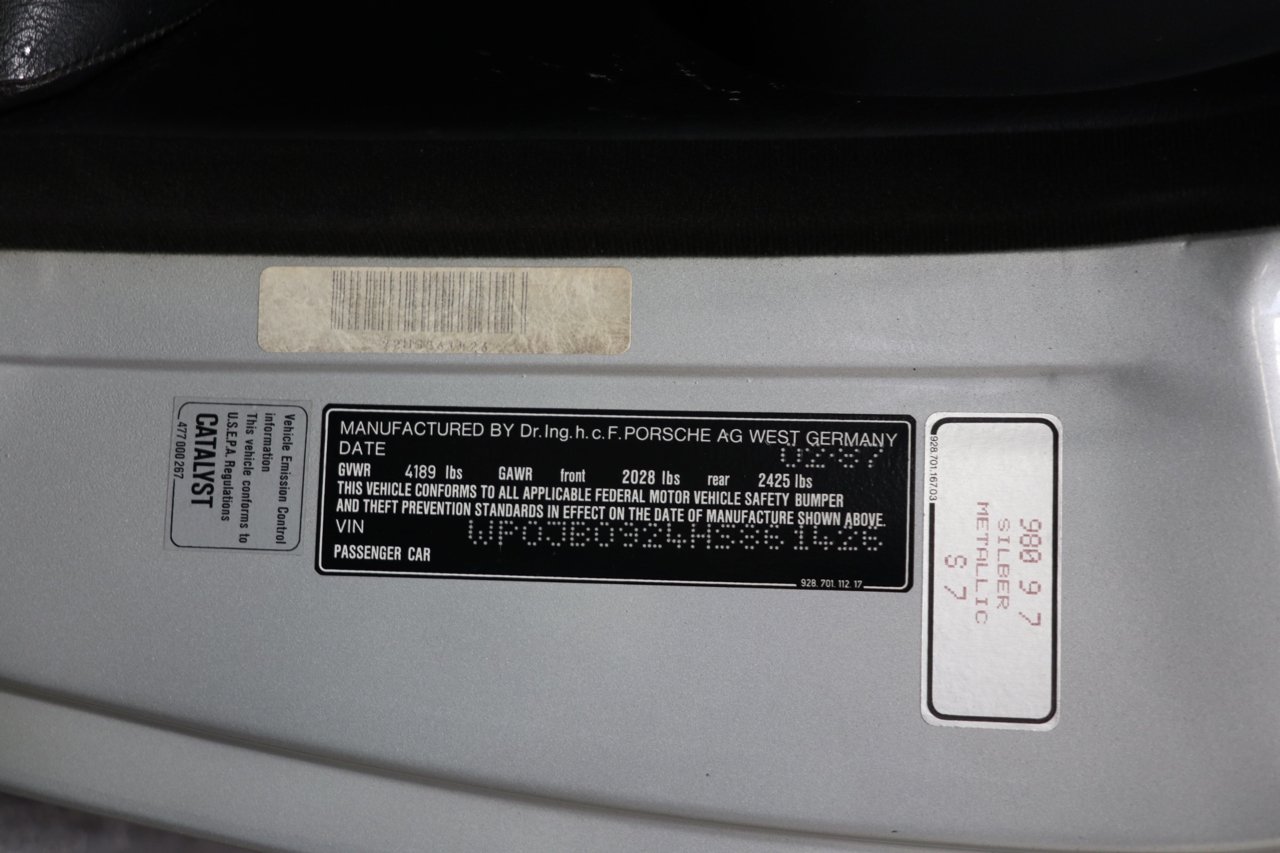 MANUFACTURED BY Dr.Ing.h.c.F.PORSCHE AG WEST GERMANY
DATE 02-87
GVWR 4189 lbs GAWR front 2028 lbs rear 2425 lbs
THIS VEHICLE CONFORMS TO ALL APPLICABLE FEDERAL MOTOR VEHICLE SAFETY BUMPER
AND THEFT PREVENTION STANDARDS IN EFFECT ON THE DATE OF MANUFACTURE SHOWN ABOVE.
VIN WP0JB0924HS861426
PASSENGER CAR
928. 701. 112. 17
Vehicle Emission Control
information
This vehicle conforms to
U.S.E.P.A. Regulations
CATALYST
477 000 267
928.701.167.03
980 9 7
SILBER
METALLIC
S 7